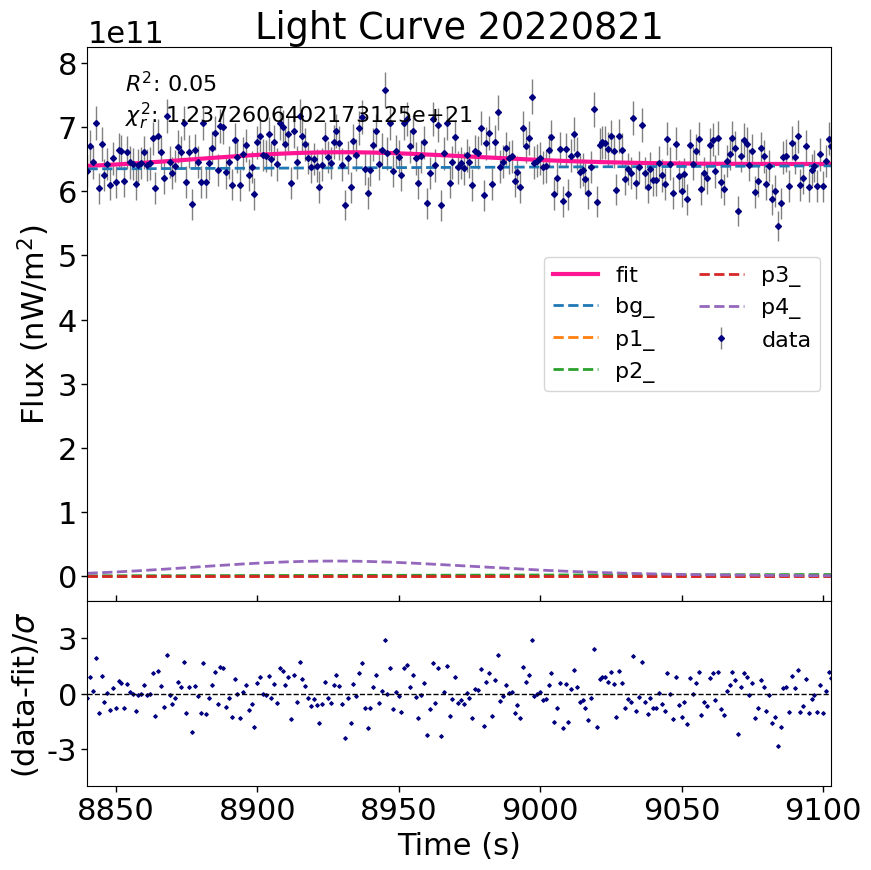 Light Curve 20220821
1e11
R²: 0.05
χ²ᵣ: 1.2372606402173125e+21
8
7
6
5
4
3
2
1
0
Flux (nW/m²)
fit
bg_
p1_
p2_
p3_
p4_
data
3
0
-3
(data-fit)/σ
8850 8900 8950 9000 9050 9100
Time (s)